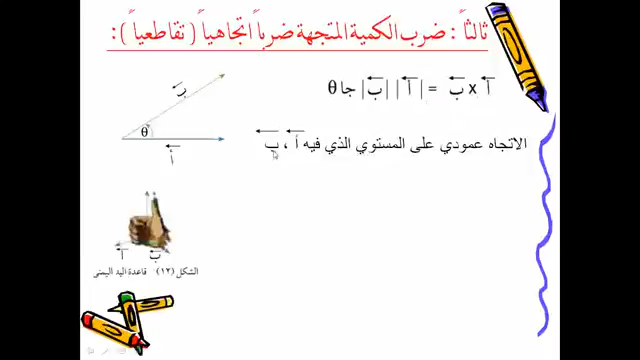 ثالثاً : ضرب الكمية المتجهة ضرباً اتجاهياً ( تقاطعياً ) :
أ x ب = |أ| |ب| جا θ
ب
θ
أ
الاتجاه عمودي على المستوي الذي فيه أ ، ب
أ ب
الشكل (١٢) قاعدة اليد اليمنى